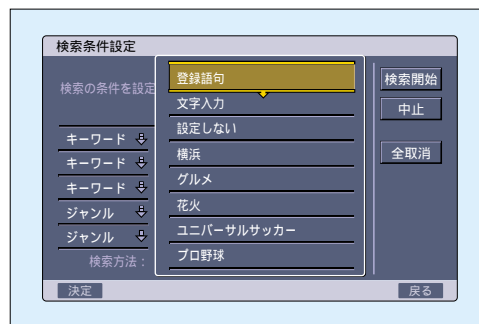 検索条件設定
検索の条件を設定
キーワード
キーワード
キーワード
ジャンル
ジャンル
検索方法：
登録語句
文字入力
設定しない
横浜
グルメ
花火
ユニバーサルサッカー
プロ野球
検索開始
中止
全取消
決定
戻る